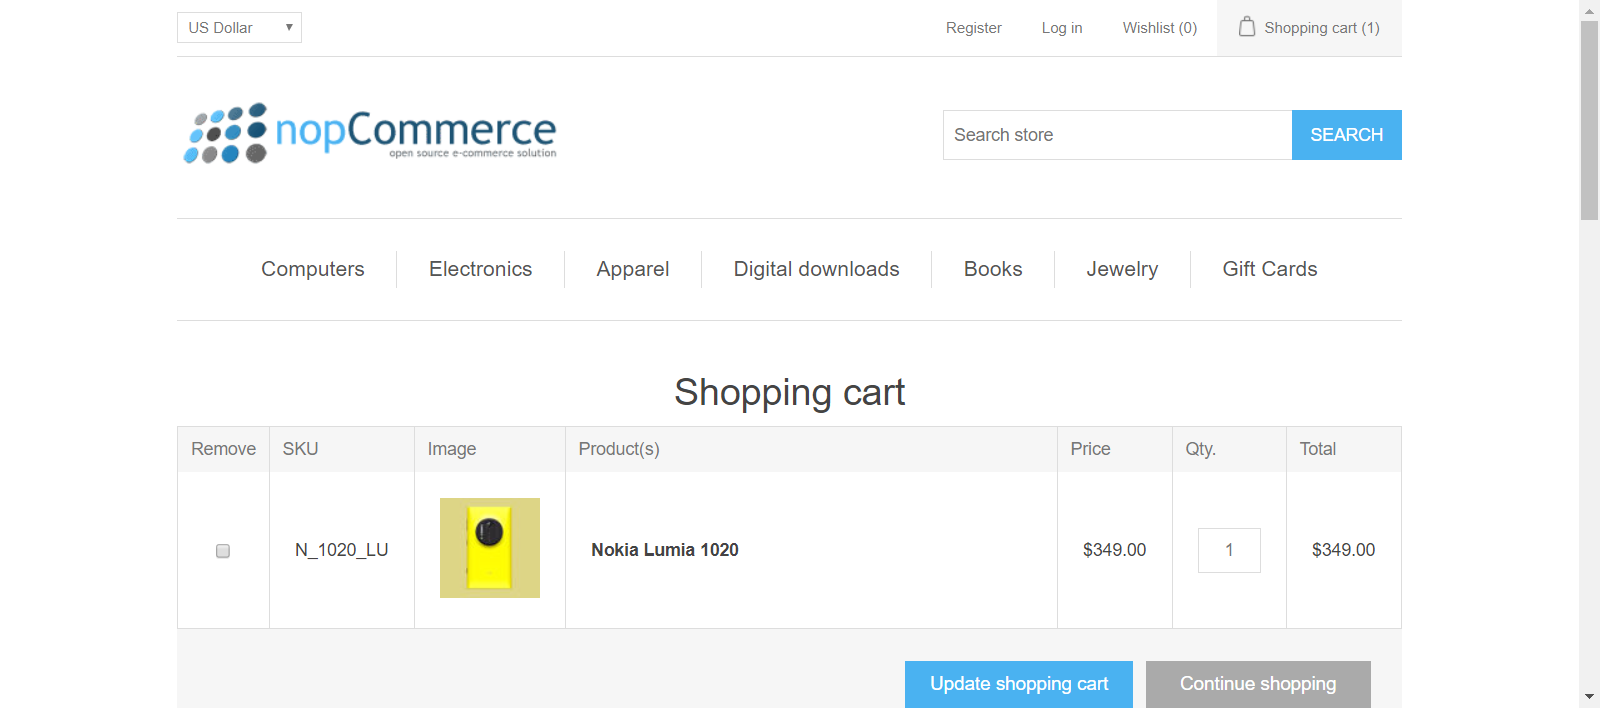 US Dollar
Register
Log in
Wishlist (0)
Shopping cart (1)
nopCommerce
open source e-commerce solution
Search store
SEARCH
Computers
Electronics
Apparel
Digital downloads
Books
Jewelry
Gift Cards
Shopping cart
Remove SKU Image Product(s) Price Qty. Total
N_1020_LU Nokia Lumia 1020 $349.00 1 $349.00
Update shopping cart
Continue shopping